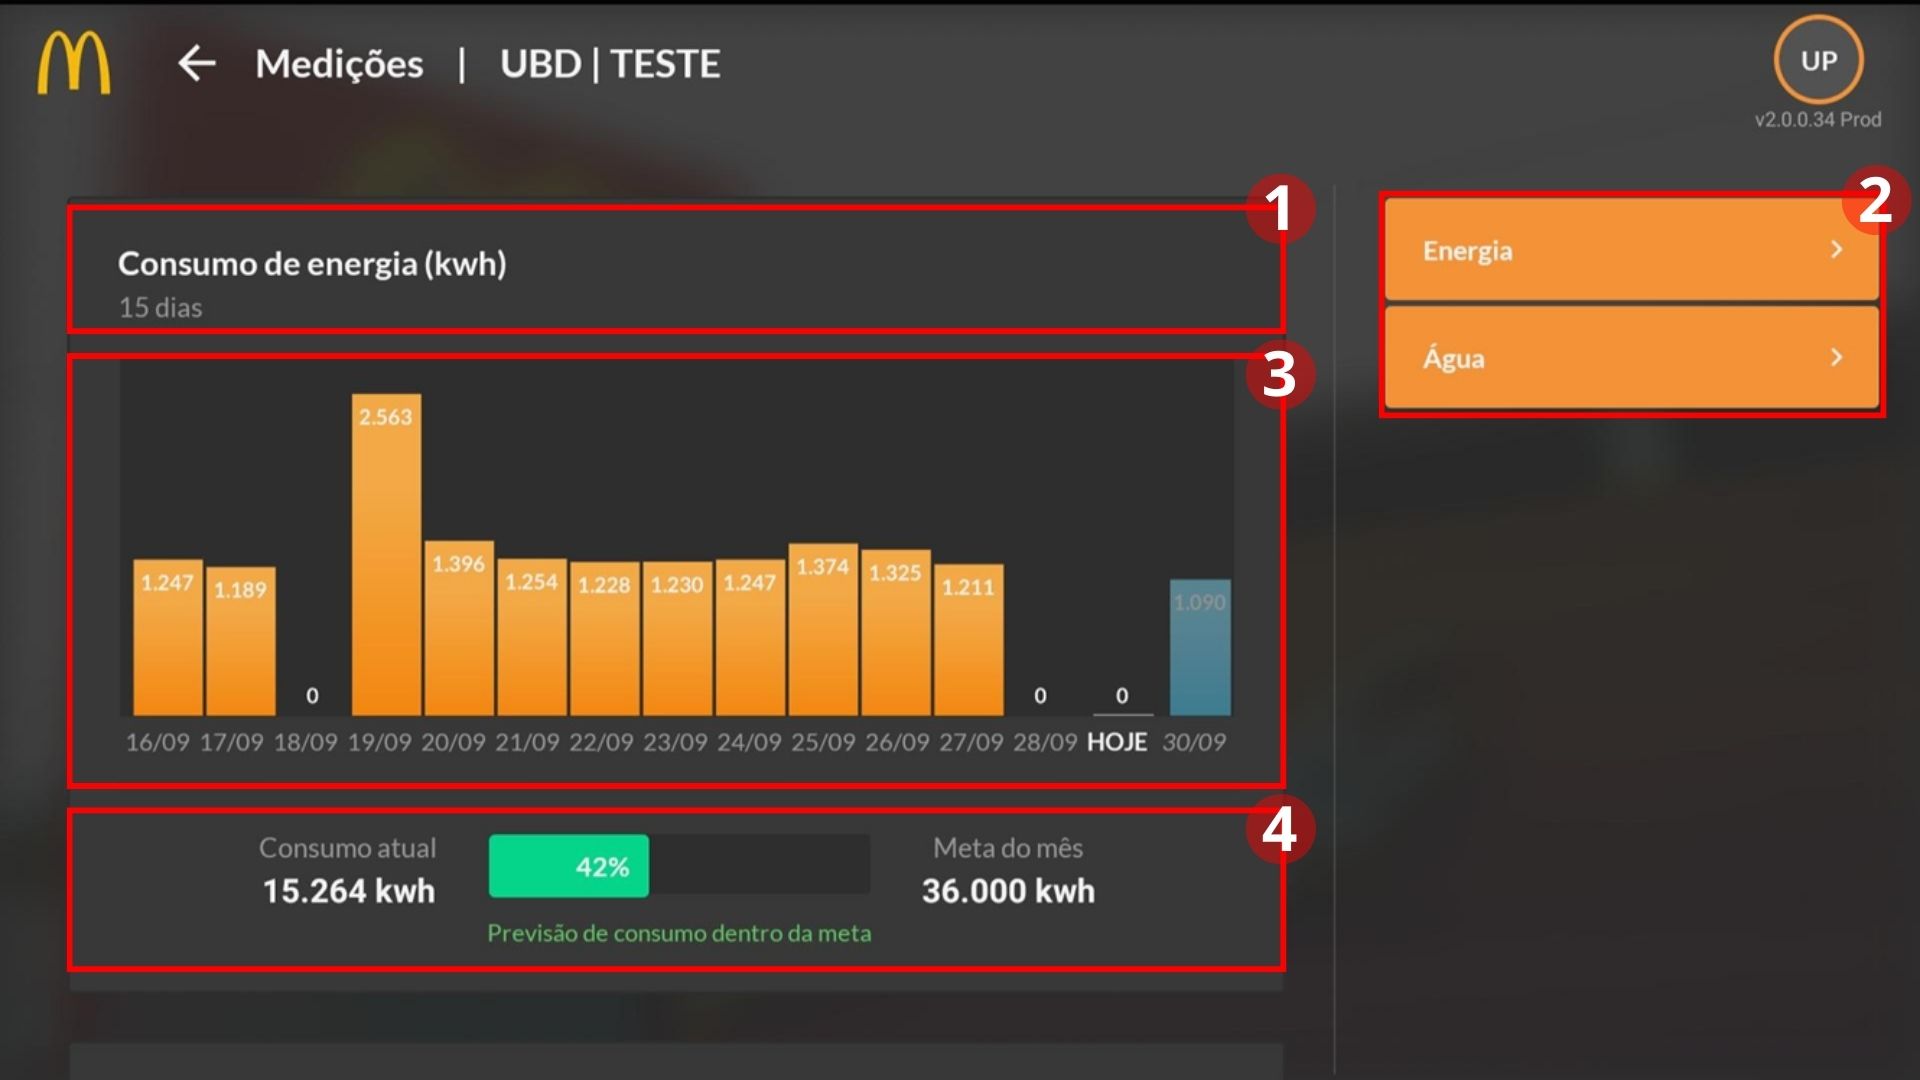 Medições | UBD | TESTE
UP
v2.0.0.34 Prod
1
Consumo de energia (kwh)
15 dias
2
Energia
Água
3
2.563
1.396
1.374
1.325
1.247
1.189
1.254
1.228
1.230
1.247
1.211
1.090
0
0
0
16/09 17/09 18/09 19/09 20/09 21/09 22/09 23/09 24/09 25/09 26/09 27/09 28/09 HOJE 30/09
4
Consumo atual
15.264 kwh
42%
Previsão de consumo dentro da meta
Meta do mês
36.000 kwh